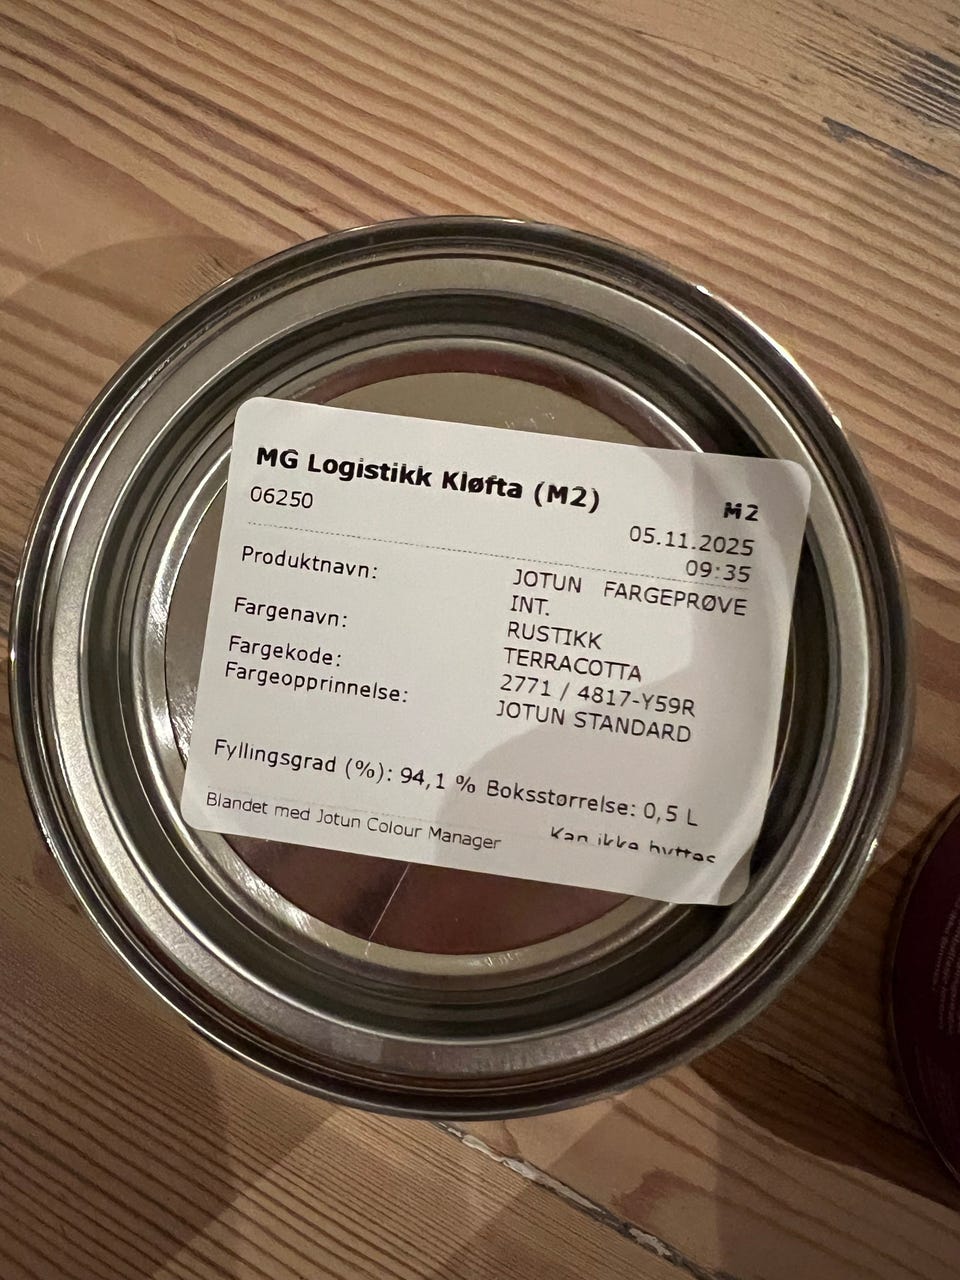 MG Logistikk Kløfta (M2) M2
06250 05.11.2025
09:35
Produktnavn: JOTUN FARGEPRØVE
INT.
Fargenavn: RUSTIKK
TERRACOTTA
Fargekode: 2771 / 4817-Y59R
Fargeopprinnelse: JOTUN STANDARD
Fyllingsgrad (%): 94,1 % Boksstørrelse: 0,5 L
Blandet med Jotun Colour Manager Kan ikke byttes